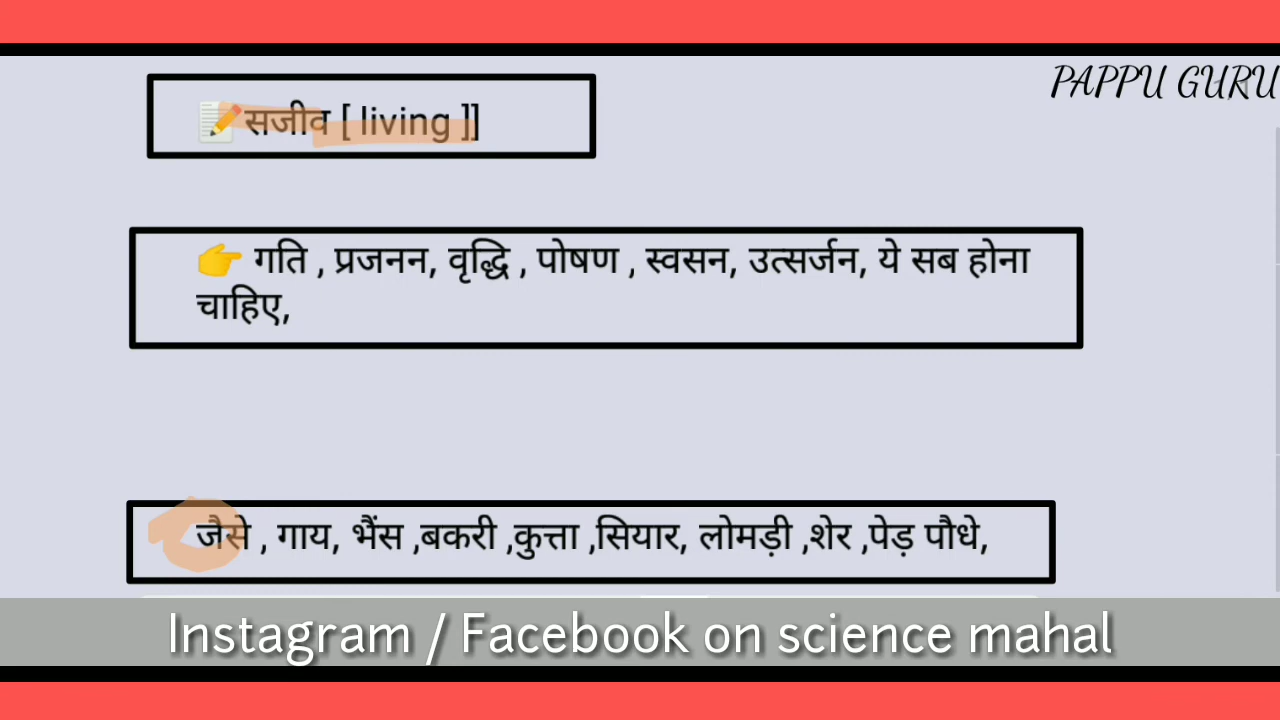 PAPPU GURU
📝सजीव [ living ]]
👉 गति , प्रजनन, वृद्धि , पोषण , स्वसन, उत्सर्जन, ये सब होना
चाहिए,
जैसे , गाय, भैंस ,बकरी ,कुत्ता ,सियार, लोमड़ी ,शेर ,पेड़ पौधे,
Instagram / Facebook on science mahal